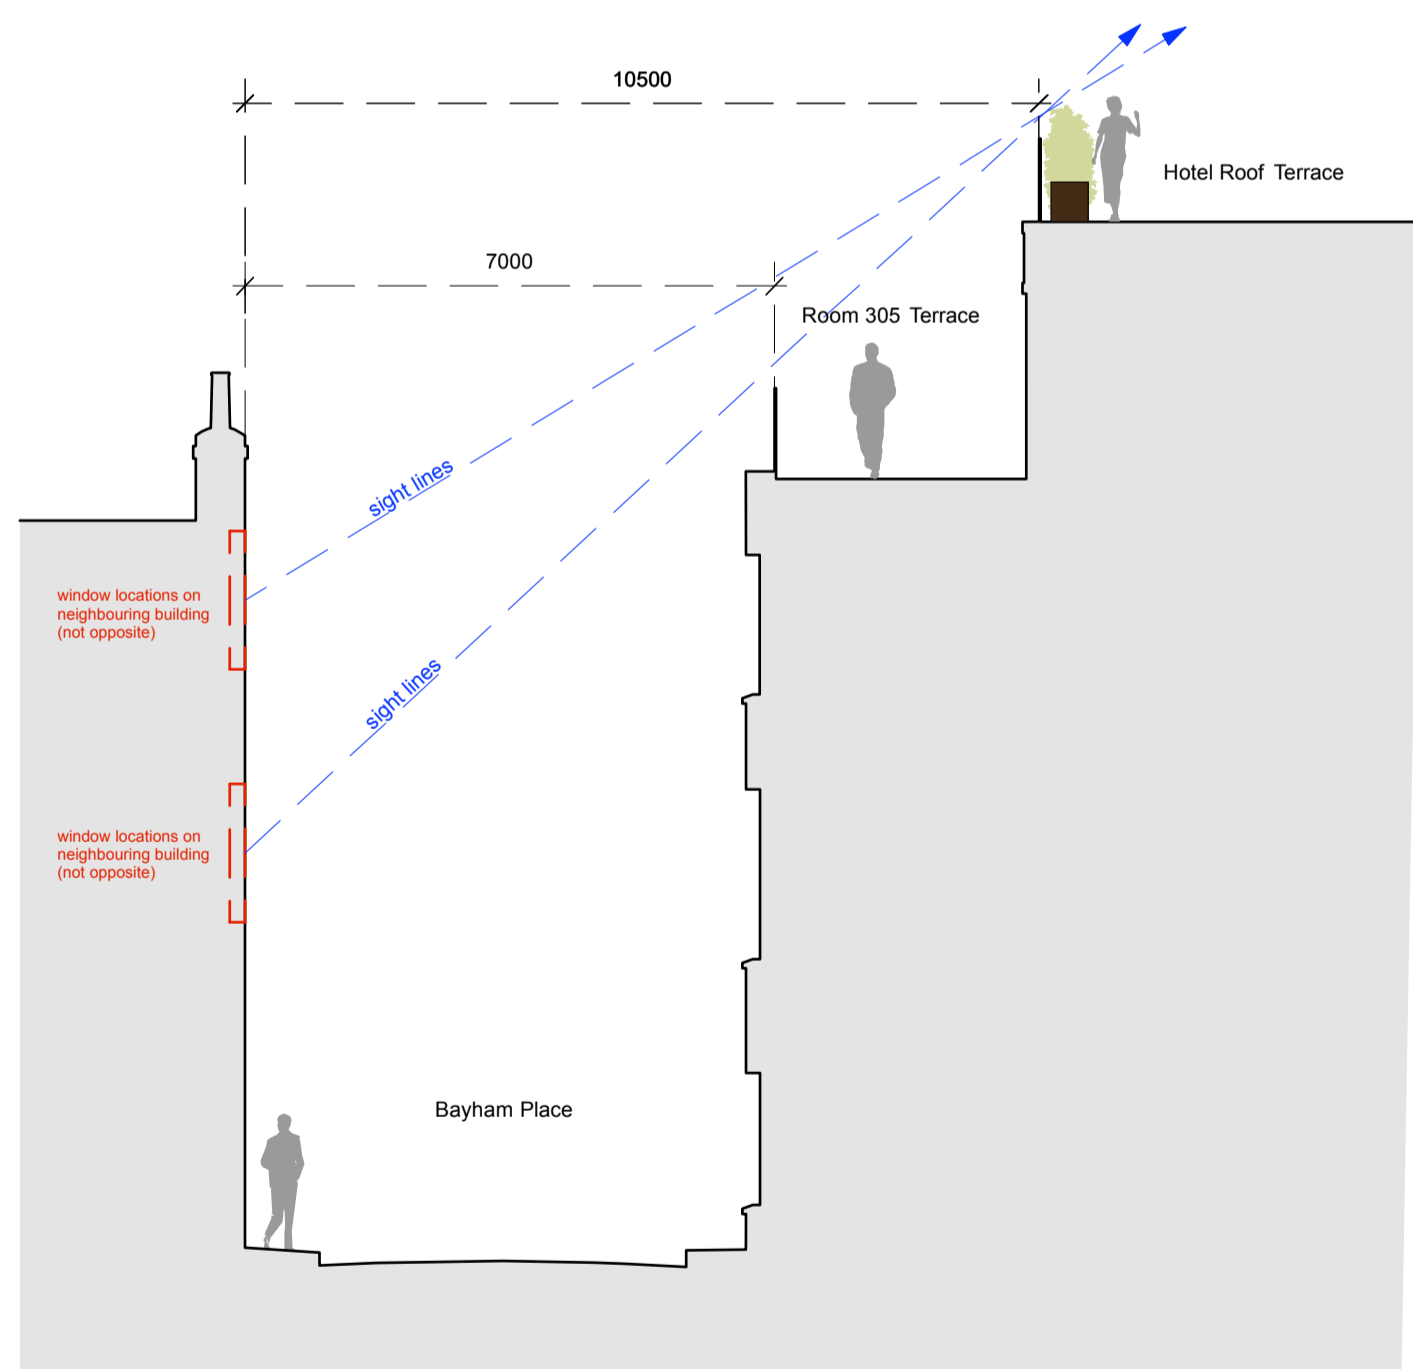 10500
Hotel Roof Terrace
7000
Room 305 Terrace
sight lines
window locations on
neighbouring building
(not opposite)
sight lines
window locations on
neighbouring building
(not opposite)
Bayham Place